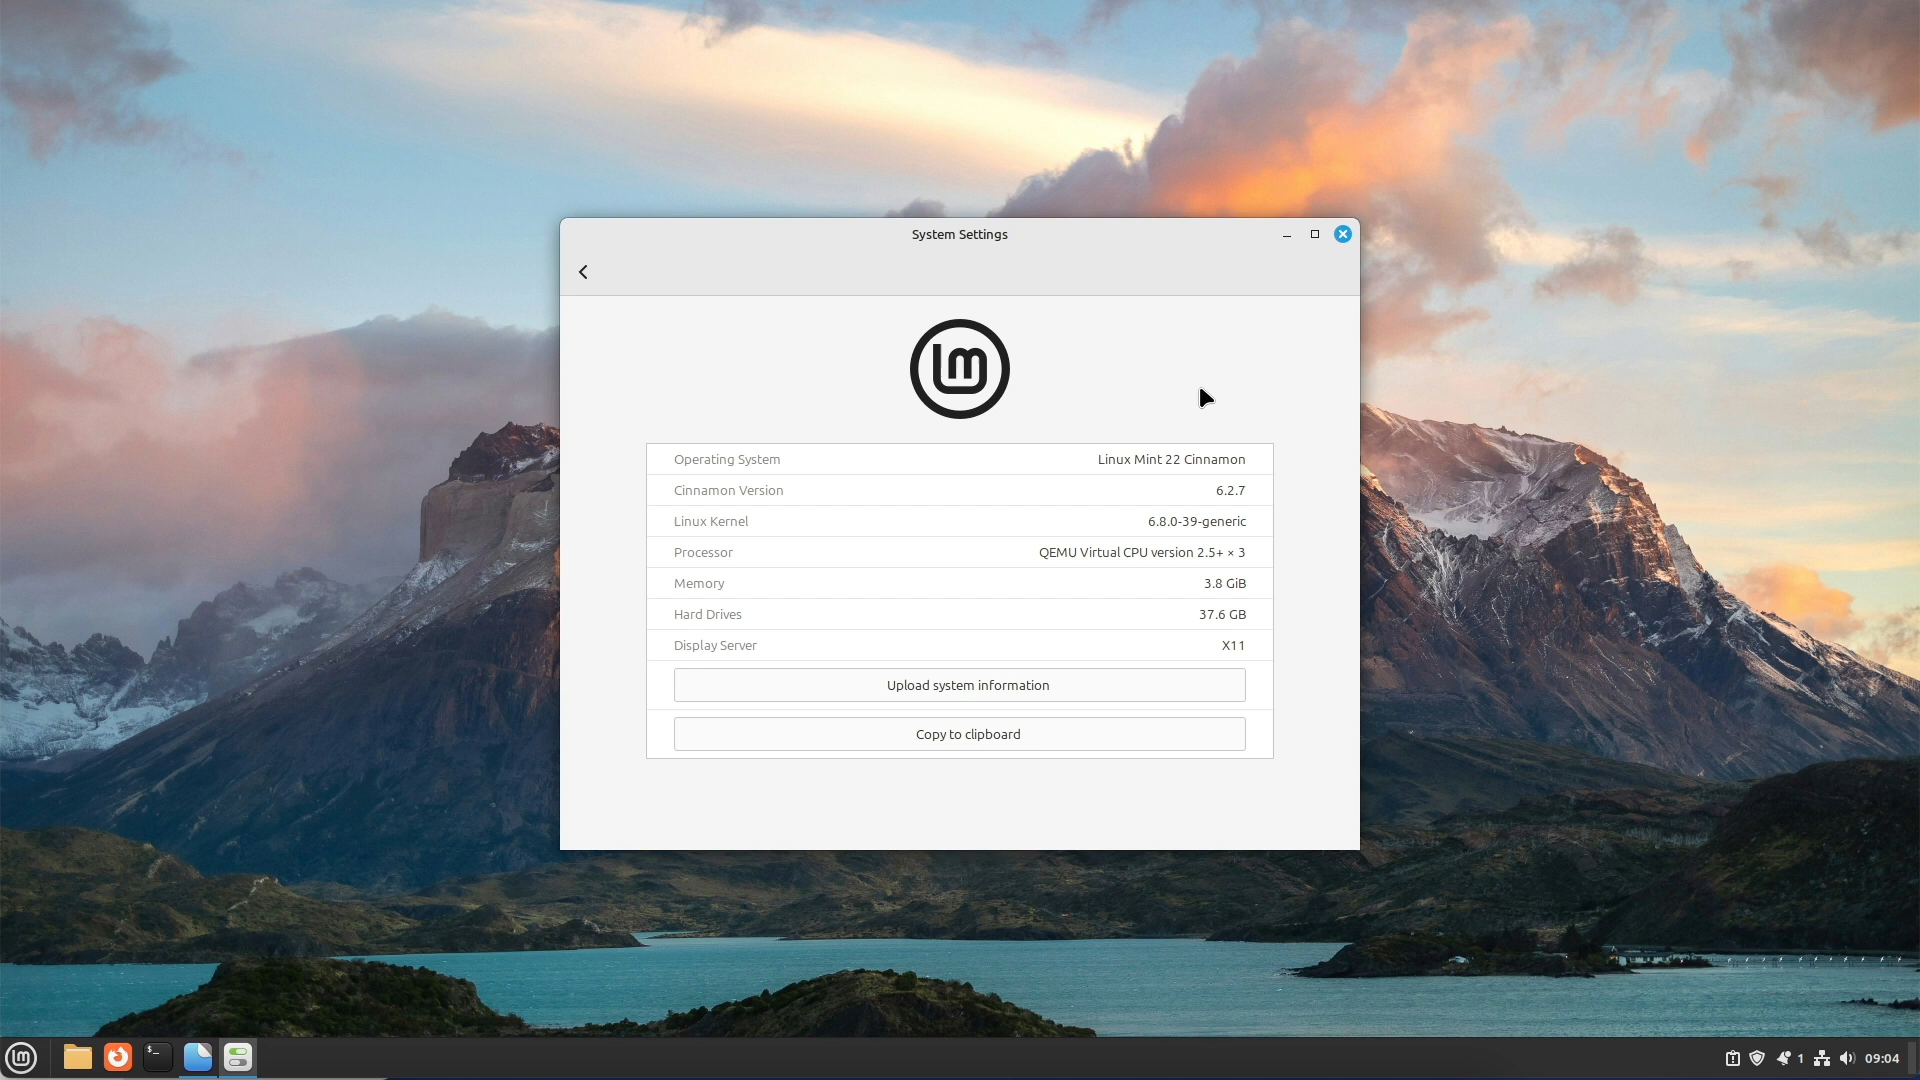 System Settings
lm
Operating System Linux Mint 22 Cinnamon
Cinnamon Version 6.2.7
Linux Kernel 6.8.0-39-generic
Processor QEMU Virtual CPU version 2.5+ × 3
Memory 3.8 GiB
Hard Drives 37.6 GB
Display Server X11
Upload system information
Copy to clipboard
lm $_ 1 09:04